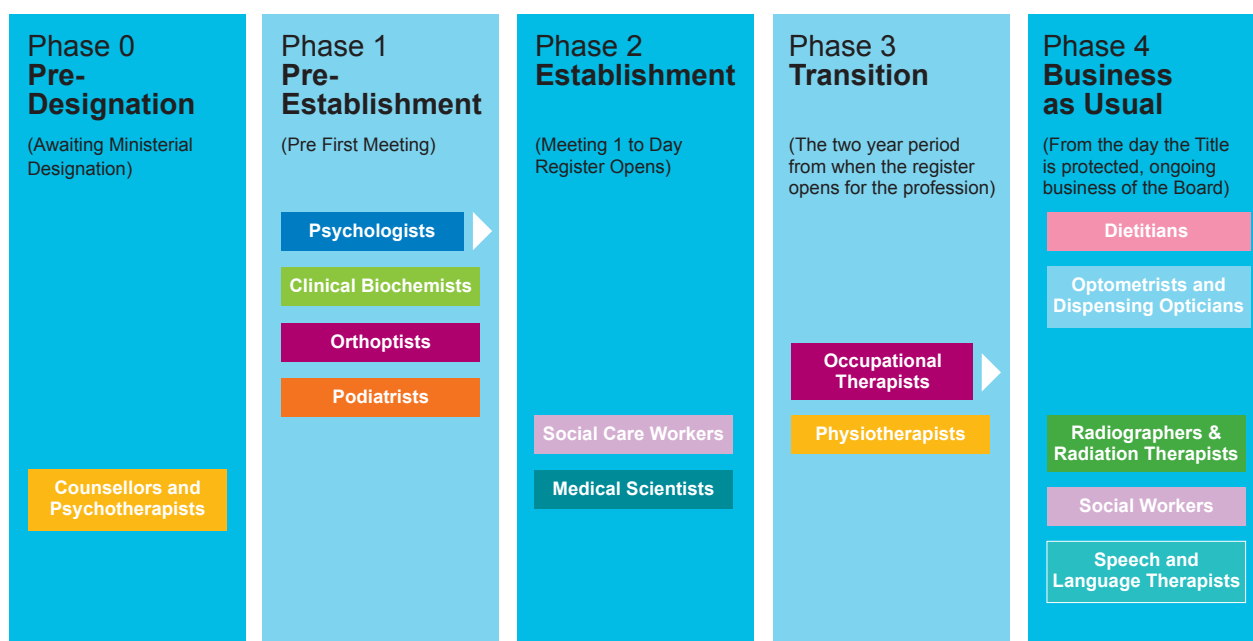 Phase 0
Pre-
Designation
(Awaiting Ministerial
Designation)
Counsellors and
Psychotherapists
Phase 1
Pre-
Establishment
(Pre First Meeting)
Psychologists
Clinical Biochemists
Orthoptists
Podiatrists
Phase 2
Establishment
(Meeting 1 to Day
Register Opens)
Social Care Workers
Medical Scientists
Phase 3
Transition
(The two year period
from when the register
opens for the profession)
Occupational
Therapists
Physiotherapists
Phase 4
Business
as Usual
(From the day the Title
is protected, ongoing
business of the Board)
Dietitians
Optometrists and
Dispensing Opticians
Radiographers &
Radiation Therapists
Social Workers
Speech and
Language Therapists